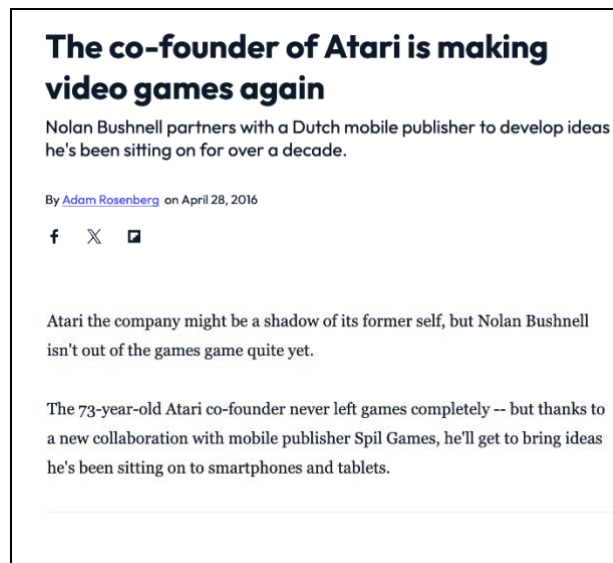 The co-founder of Atari is making
video games again
Nolan Bushnell partners with a Dutch mobile publisher to develop ideas
he's been sitting on for over a decade.
By Adam Rosenberg on April 28, 2016
Atari the company might be a shadow of its former self, but Nolan Bushnell
isn't out of the games game quite yet.
The 73-year-old Atari co-founder never left games completely -- but thanks to
a new collaboration with mobile publisher Spil Games, he'll get to bring ideas
he's been sitting on to smartphones and tablets.